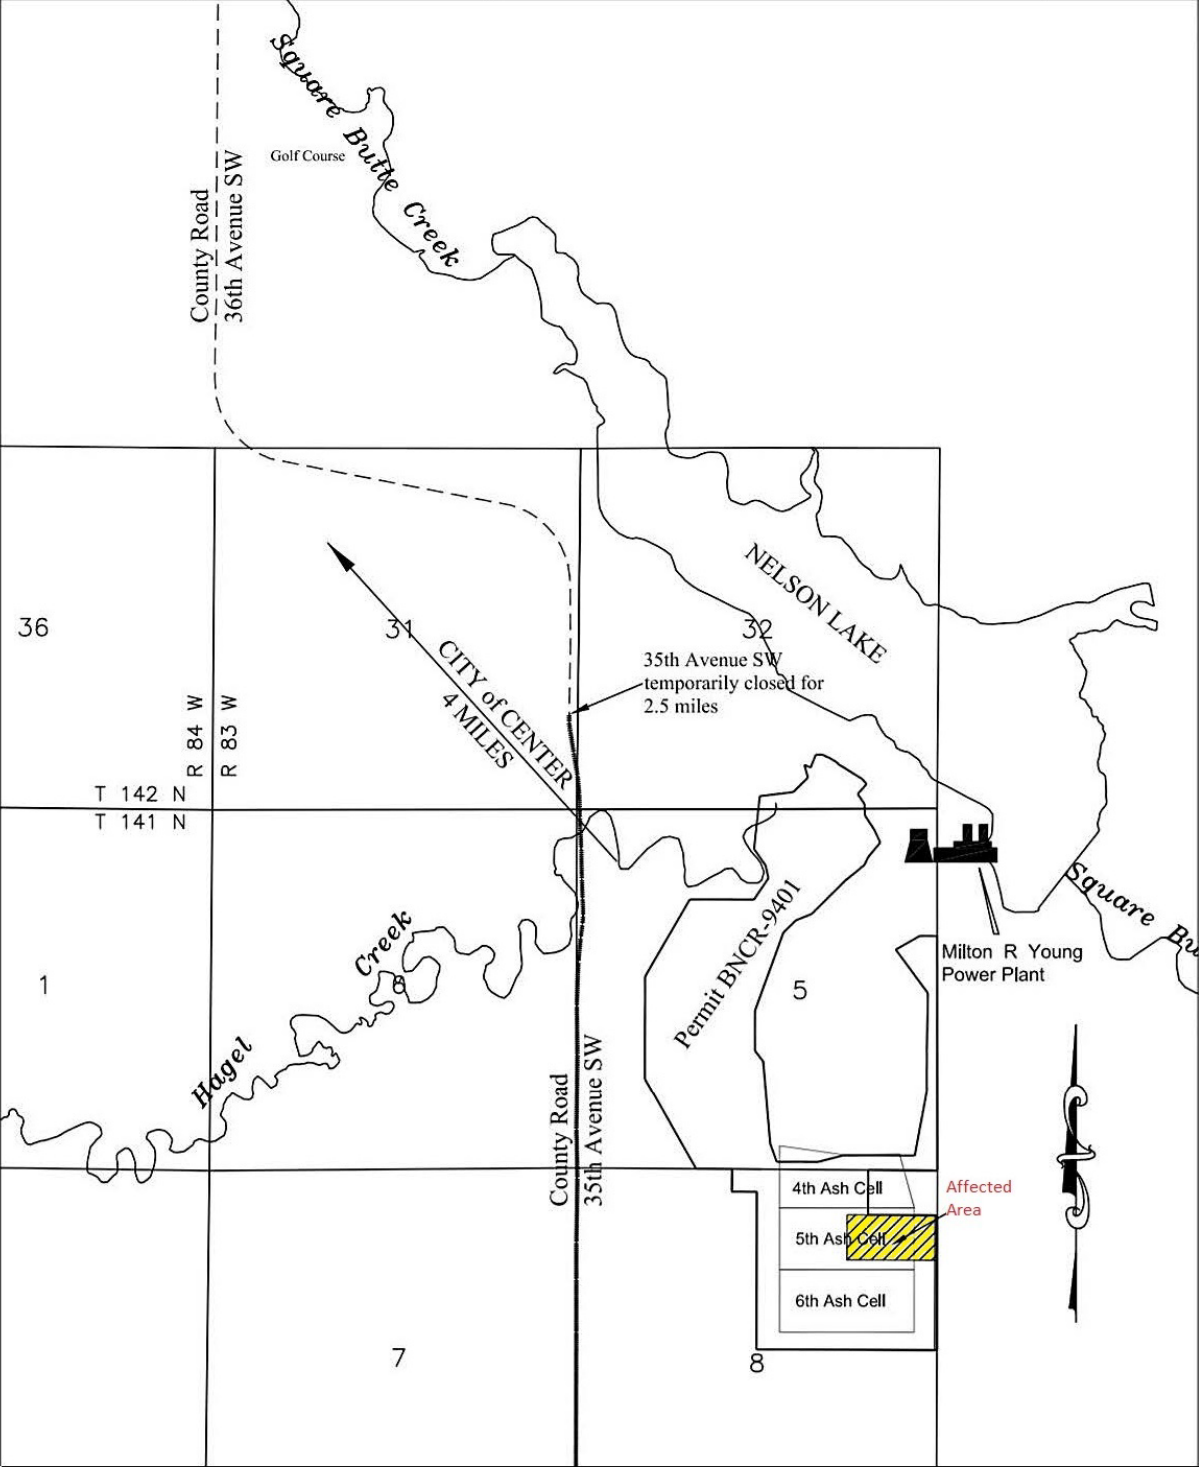 Square Butte Creek
Golf Course
County Road
36th Avenue SW
NELSON LAKE
36
31
32
35th Avenue SW
temporarily closed for
2.5 miles
CITY of CENTER
4 MILES
R 84 W
R 83 W
T 142 N
T 141 N
Square Bu
Milton R Young
Power Plant
Permit BNCR-9401
Hagel Creek
1
6
5
County Road
35th Avenue SW
4th Ash Cell
Affected
Area
5th Ash Cell
6th Ash Cell
7
8